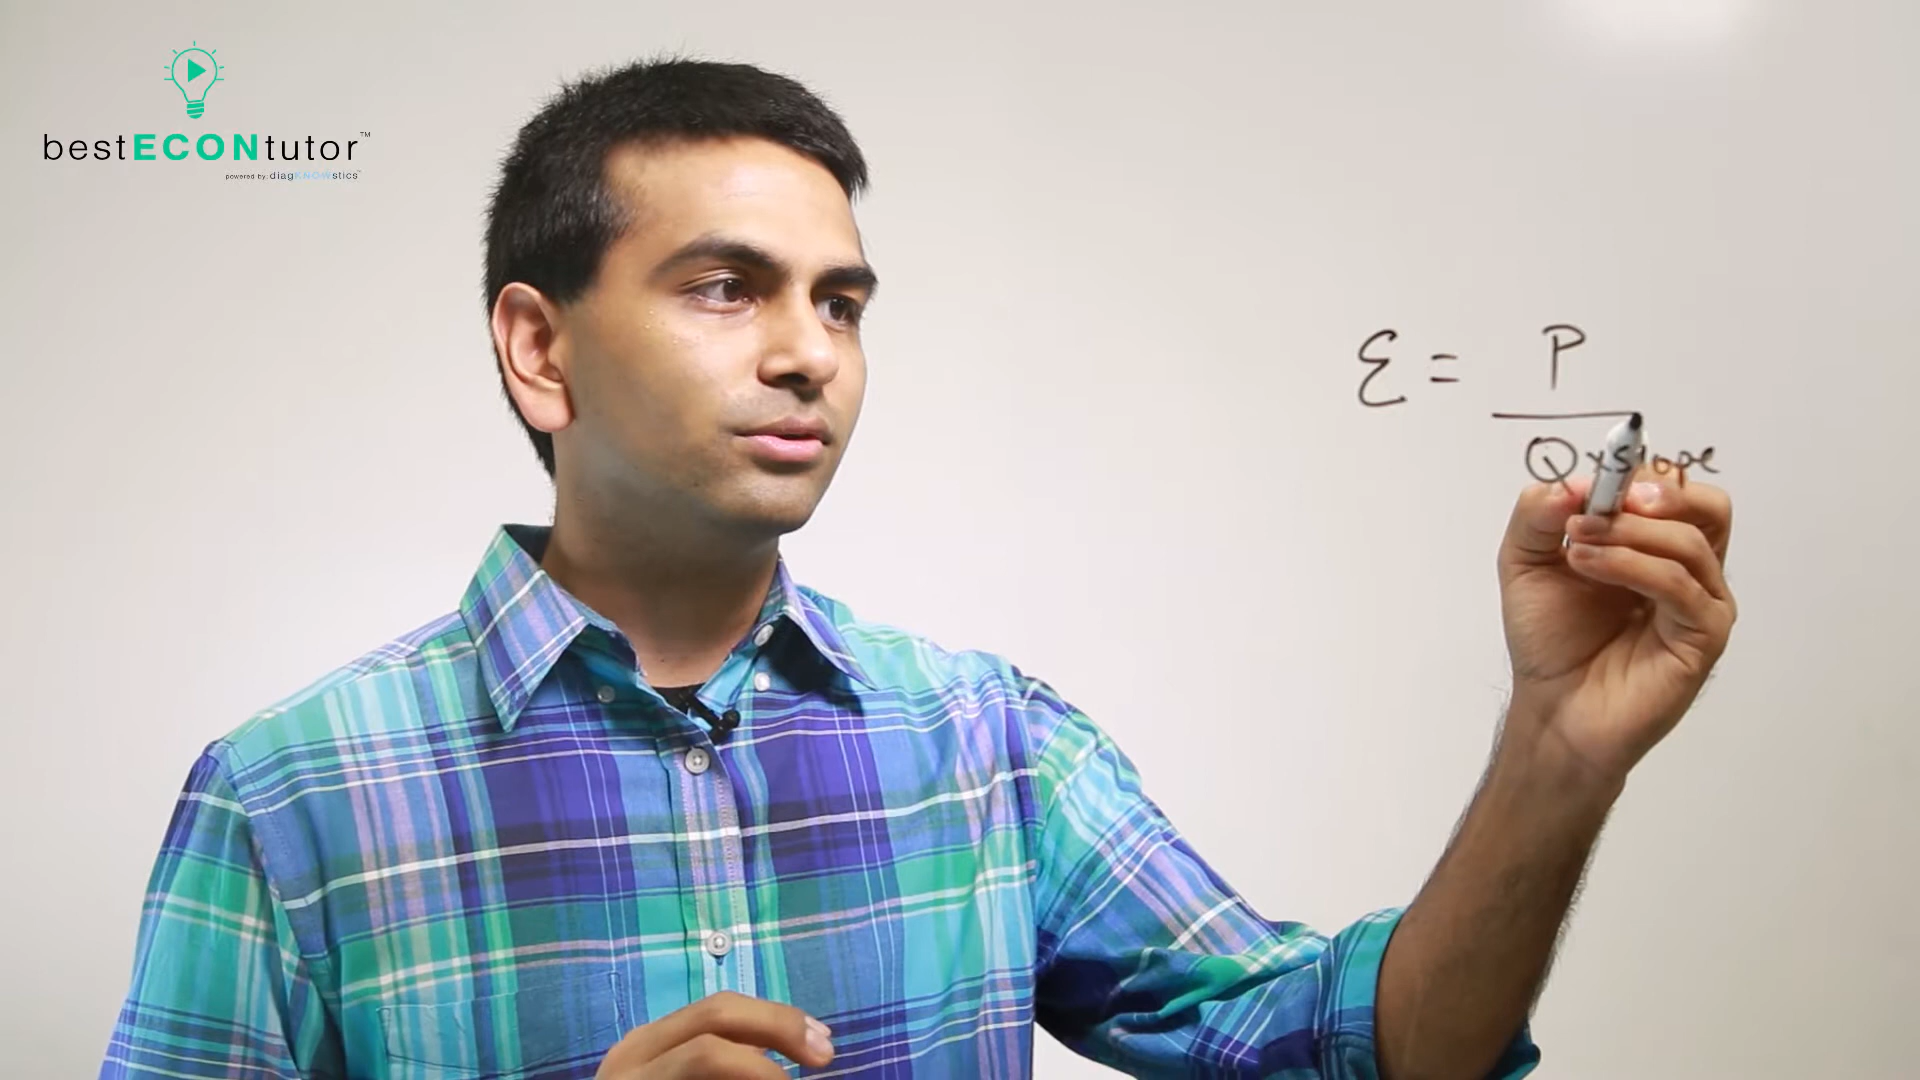 bestECONtutor™
powered by: diagKNOWstics™
ε = P
Q x slope